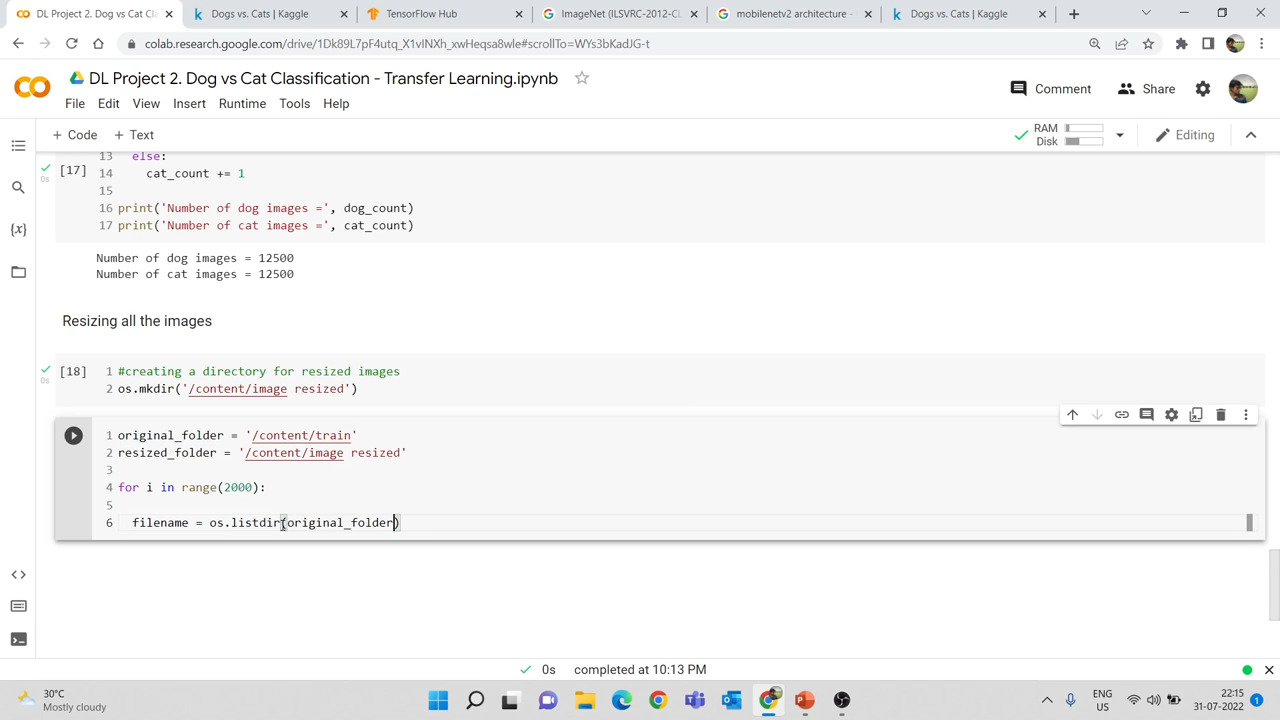 DL Project 2. Dog vs Cat Cl
Dogs vs. Cats | Kaggle
TensorFlow Hub
ImageNet (ILSVRC-2012-CL
mobilenetv2 architecture -
Dogs vs. Cats | Kaggle
colab.research.google.com/drive/1Dk89L7pF4utq_X1vINXh_xwHeqsa8wle#scrollTo=WYs3bKadJG-t
DL Project 2. Dog vs Cat Classification - Transfer Learning.ipynb
File Edit View Insert Runtime Tools Help
Comment Share
+ Code + Text
RAM
Disk
Editing
13 else:
[17] 14 cat_count += 1
0s
15
16 print('Number of dog images =', dog_count)
17 print('Number of cat images =', cat_count)
{x}
Number of dog images = 12500
Number of cat images = 12500
Resizing all the images
[18] 1 #creating a directory for resized images
0s
2 os.mkdir('/content/image resized')
1 original_folder = '/content/train'
2 resized_folder = '/content/image resized'
3
4 for i in range(2000):
5
6 filename = os.listdir(original_folder)
0s completed at 10:13 PM
30°C
Mostly cloudy
ENG
US
22:15
31-07-2022
1